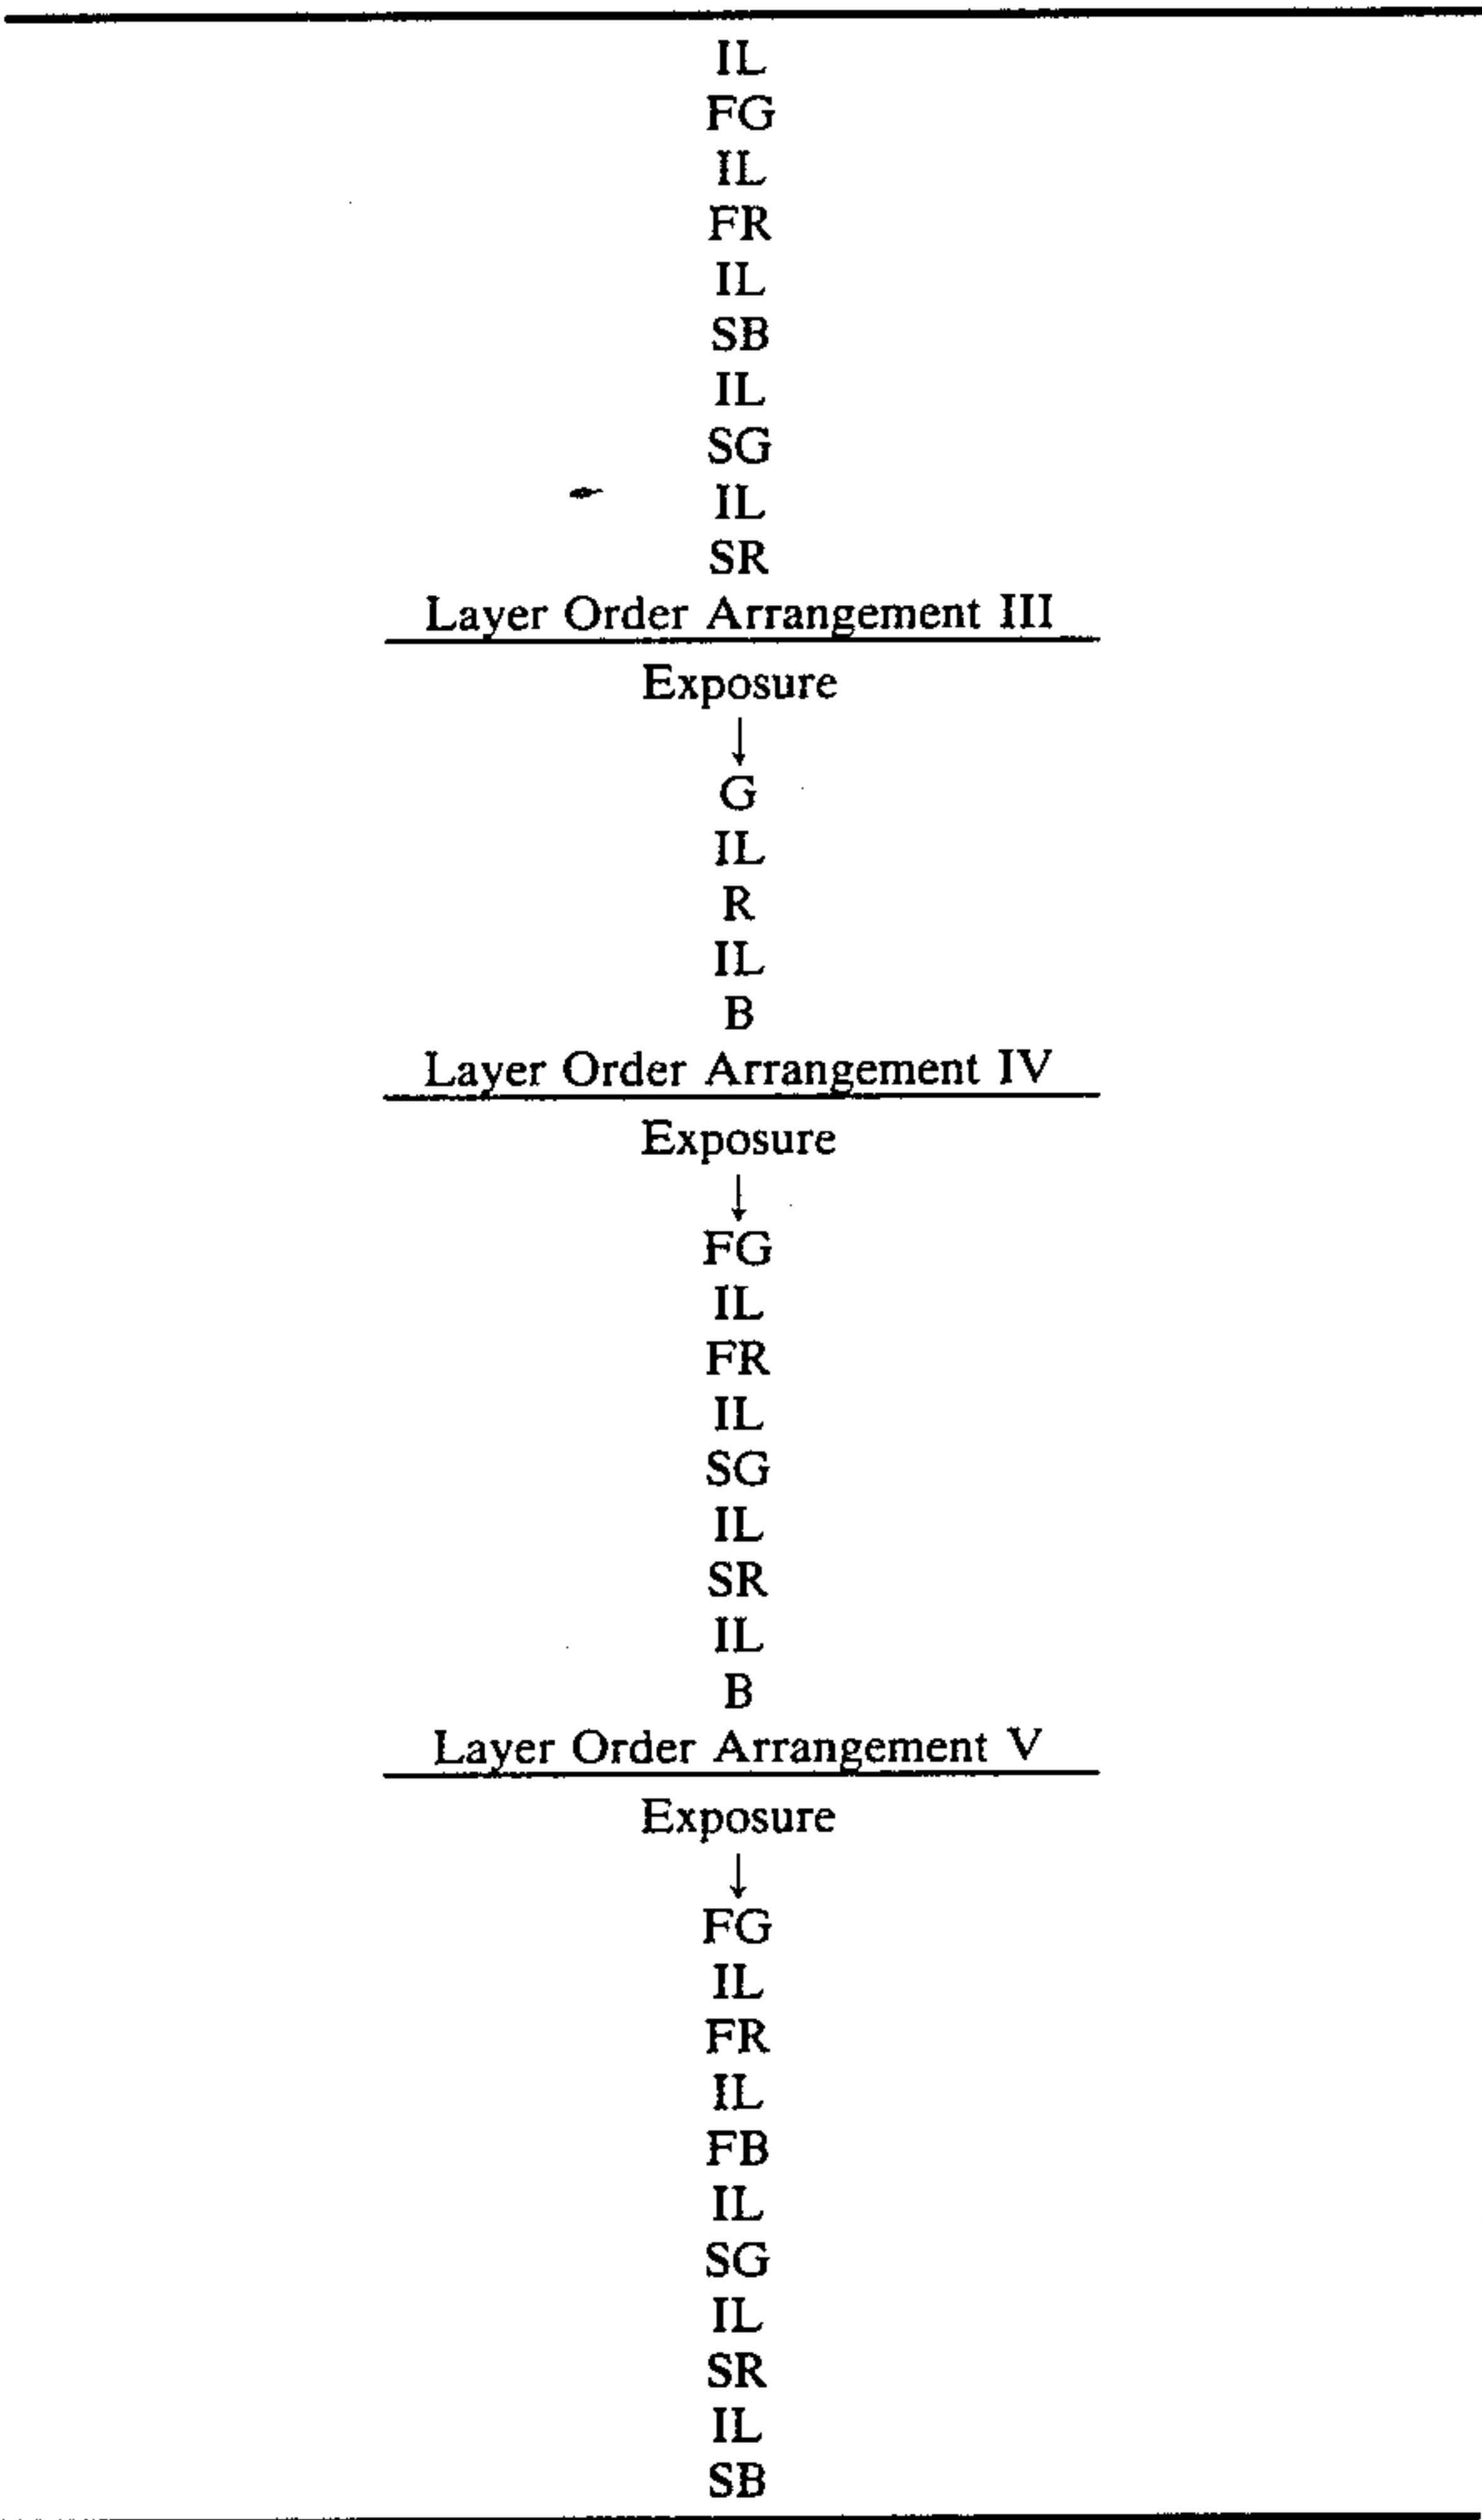 IL
FG
IL
FR
IL
SB
IL
SG
IL
SR
Layer Order Arrangement III
Exposure
↓
G
IL
R
IL
B
Layer Order Arrangement IV
Exposure
↓
FG
IL
FR
IL
SG
IL
SR
IL
B
Layer Order Arrangement V
Exposure
↓
FG
IL
FR
IL
FB
IL
SG
IL
SR
IL
SB